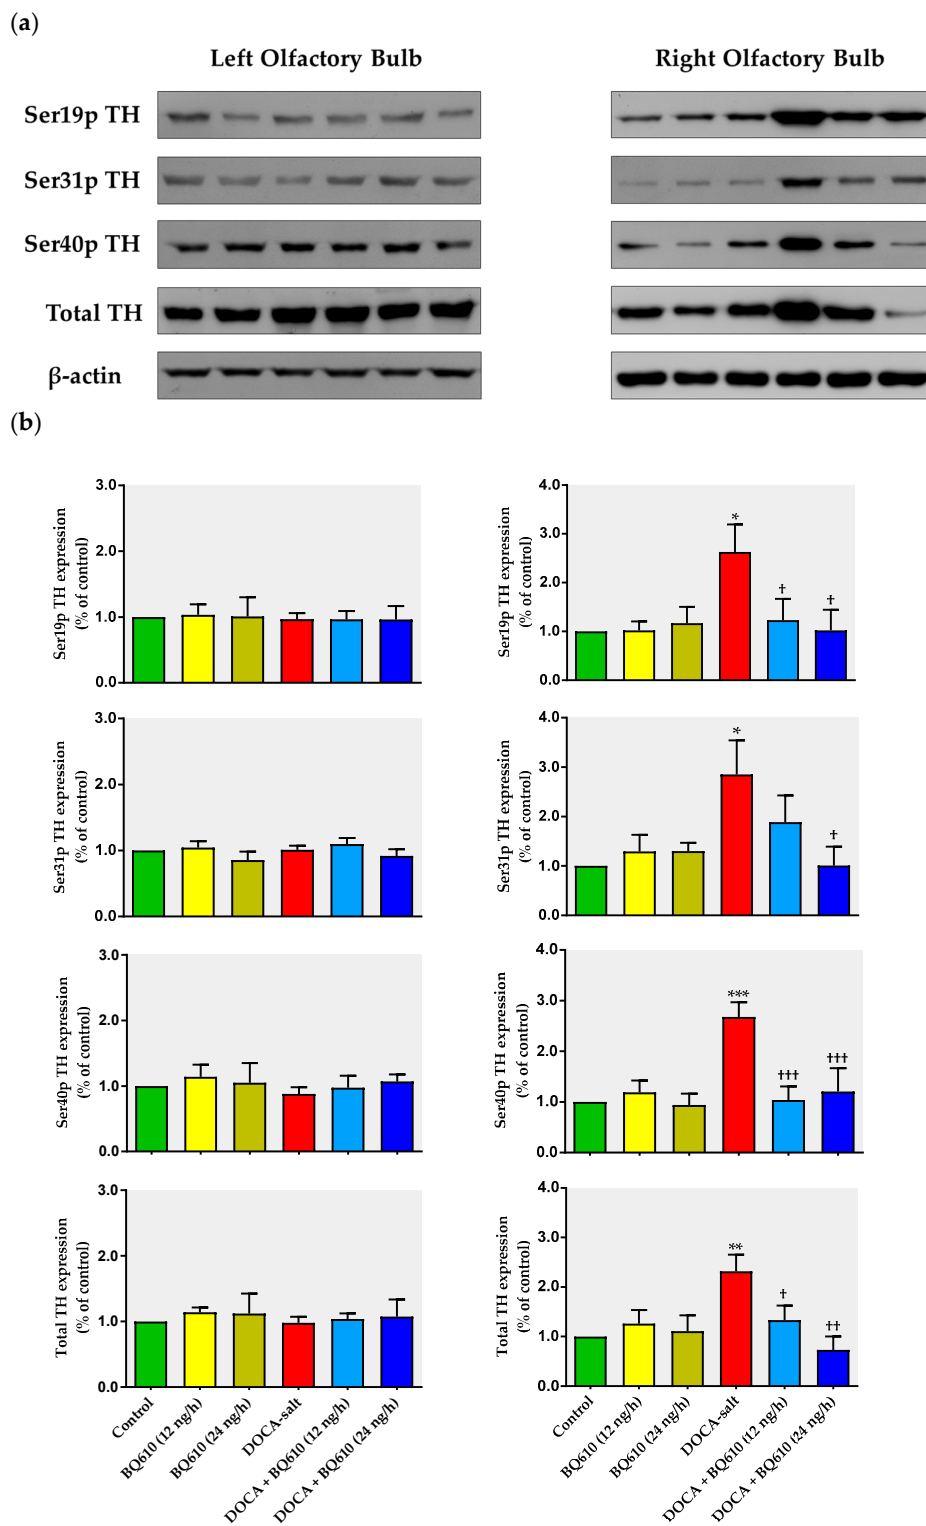 (a)
Left Olfactory Bulb
Right Olfactory Bulb
Ser19p TH
Ser31p TH
Ser40p TH
Total TH
β-actin
(b)
Ser19p TH expression
(% of control)
3.0
2.0
1.0
0.0
Ser19p TH expression
(% of control)
4.0
3.0
2.0
1.0
0.0
*
†
†
Ser31p TH expression
(% of control)
3.0
2.0
1.0
0.0
Ser31p TH expression
(% of control)
4.0
3.0
2.0
1.0
0.0
*
†
Ser40p TH expression
(% of control)
3.0
2.0
1.0
0.0
Ser40p TH expression
(% of control)
4.0
3.0
2.0
1.0
0.0
***
†††
†††
Total TH expression
(% of control)
3.0
2.0
1.0
0.0
Control
BQ610 (12 ng/h)
BQ610 (24 ng/h)
DOCA-salt
DOCA + BQ610 (12 ng/h)
DOCA + BQ610 (24 ng/h)
Total TH expression
(% of control)
4.0
3.0
2.0
1.0
0.0
**
†
††
Control
BQ610 (12 ng/h)
BQ610 (24 ng/h)
DOCA-salt
DOCA + BQ610 (12 ng/h)
DOCA + BQ610 (24 ng/h)